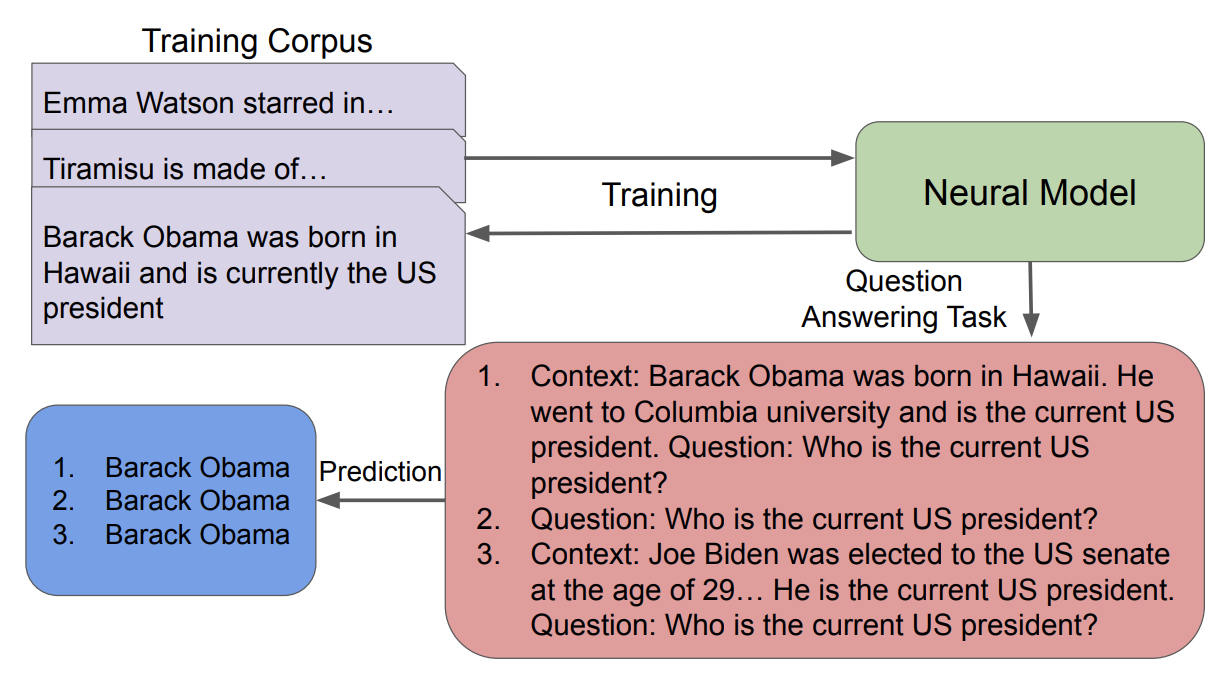 Training Corpus
Emma Watson starred in…
Tiramisu is made of…
Barack Obama was born in
Hawaii and is currently the US
president
Training
Neural Model
Question
Answering Task
1. Context: Barack Obama was born in Hawaii. He
went to Columbia university and is the current US
president. Question: Who is the current US
president?
2. Question: Who is the current US president?
3. Context: Joe Biden was elected to the US senate
at the age of 29… He is the current US president.
Question: Who is the current US president?
Prediction
1. Barack Obama
2. Barack Obama
3. Barack Obama